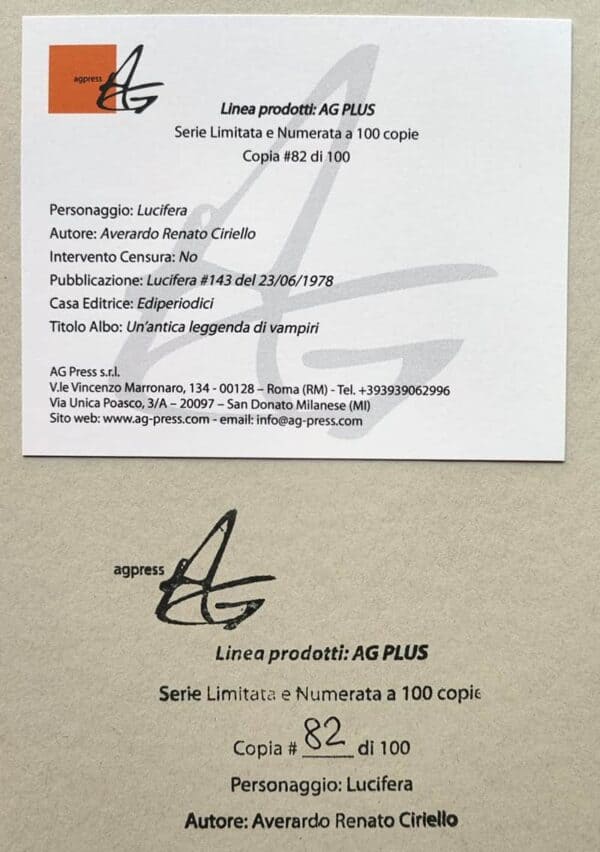 agpress AG
Linea prodotti: AG PLUS
Serie Limitata e Numerata a 100 copie
Copia #82 di 100
Personaggio: Lucifera
Autore: Averardo Renato Ciriello
Intervento Censura: No
Pubblicazione: Lucifera #143 del 23/06/1978
Casa Editrice: Ediperiodici
Titolo Albo: Un'antica leggenda di vampiri
AG Press s.r.l.
V.le Vincenzo Marronaro, 134 - 00128 – Roma (RM) - Tel. +393939062996
Via Unica Poasco, 3/A – 20097 – San Donato Milanese (MI)
Sito web: www.ag-press.com - email: info@ag-press.com
agpress AG
Linea prodotti: AG PLUS
Serie Limitata e Numerata a 100 copie
Copia # 82 di 100
Personaggio: Lucifera
Autore: Averardo Renato Ciriello